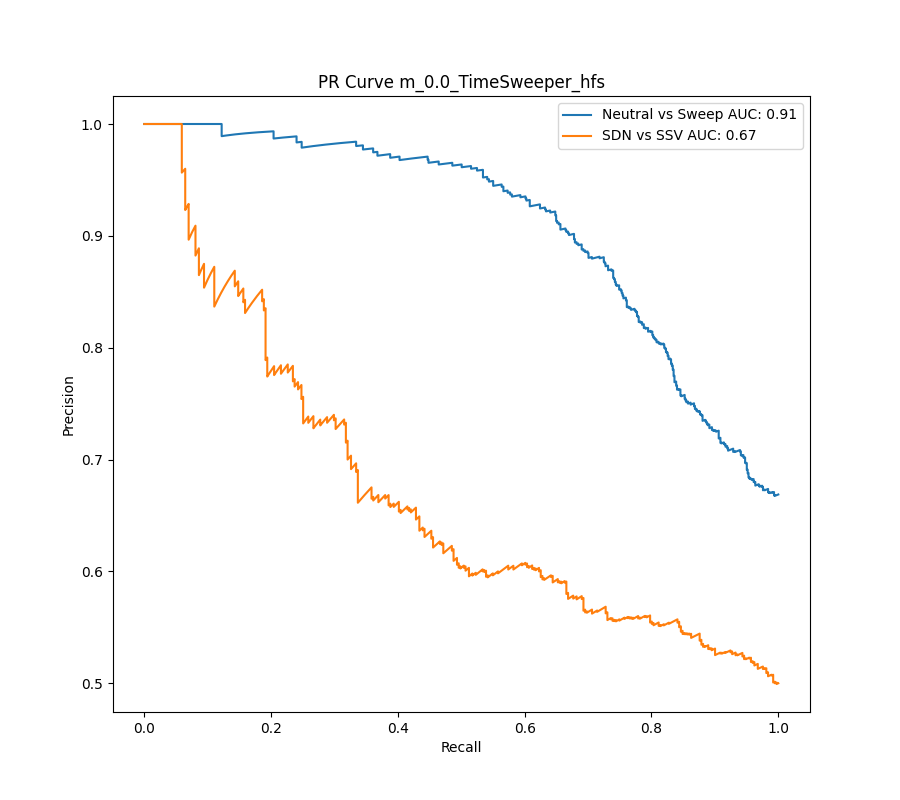 PR Curve m_0.0_TimeSweeper_hfs
Neutral vs Sweep AUC: 0.91
SDN vs SSV AUC: 0.67
1.0
0.9
0.8
0.7
0.6
0.5
Precision
0.0 0.2 0.4 0.6 0.8 1.0
Recall